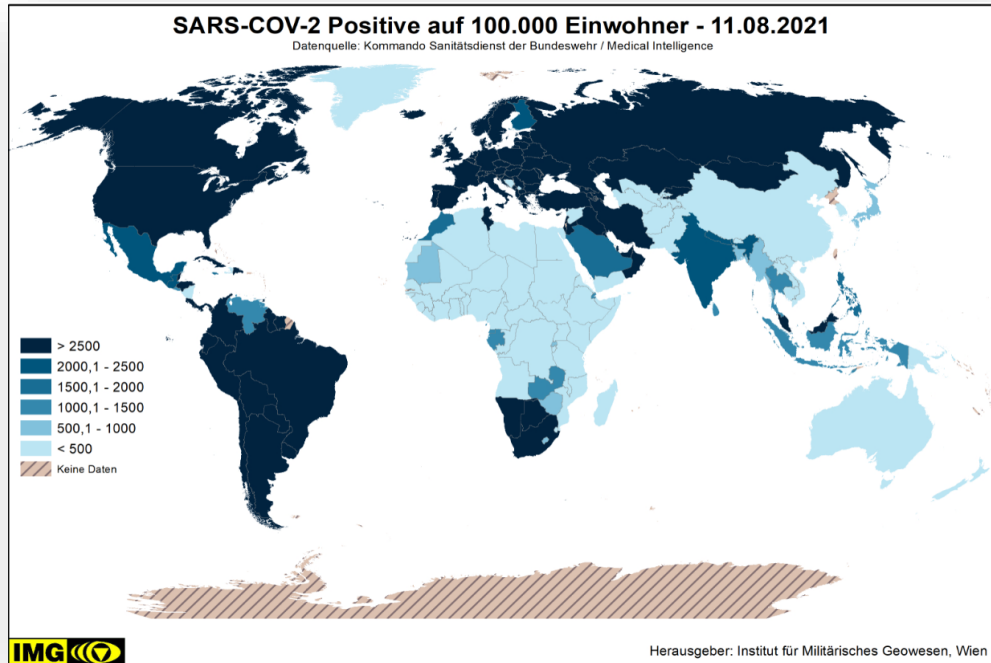 SARS-COV-2 Positive auf 100.000 Einwohner - 11.08.2021
Datenquelle: Kommando Sanitätsdienst der Bundeswehr / Medical Intelligence
> 2500
2000,1 - 2500
1500,1 - 2000
1000,1 - 1500
500,1 - 1000
< 500
Keine Daten
IMG
Herausgeber: Institut für Militärisches Geowesen, Wien